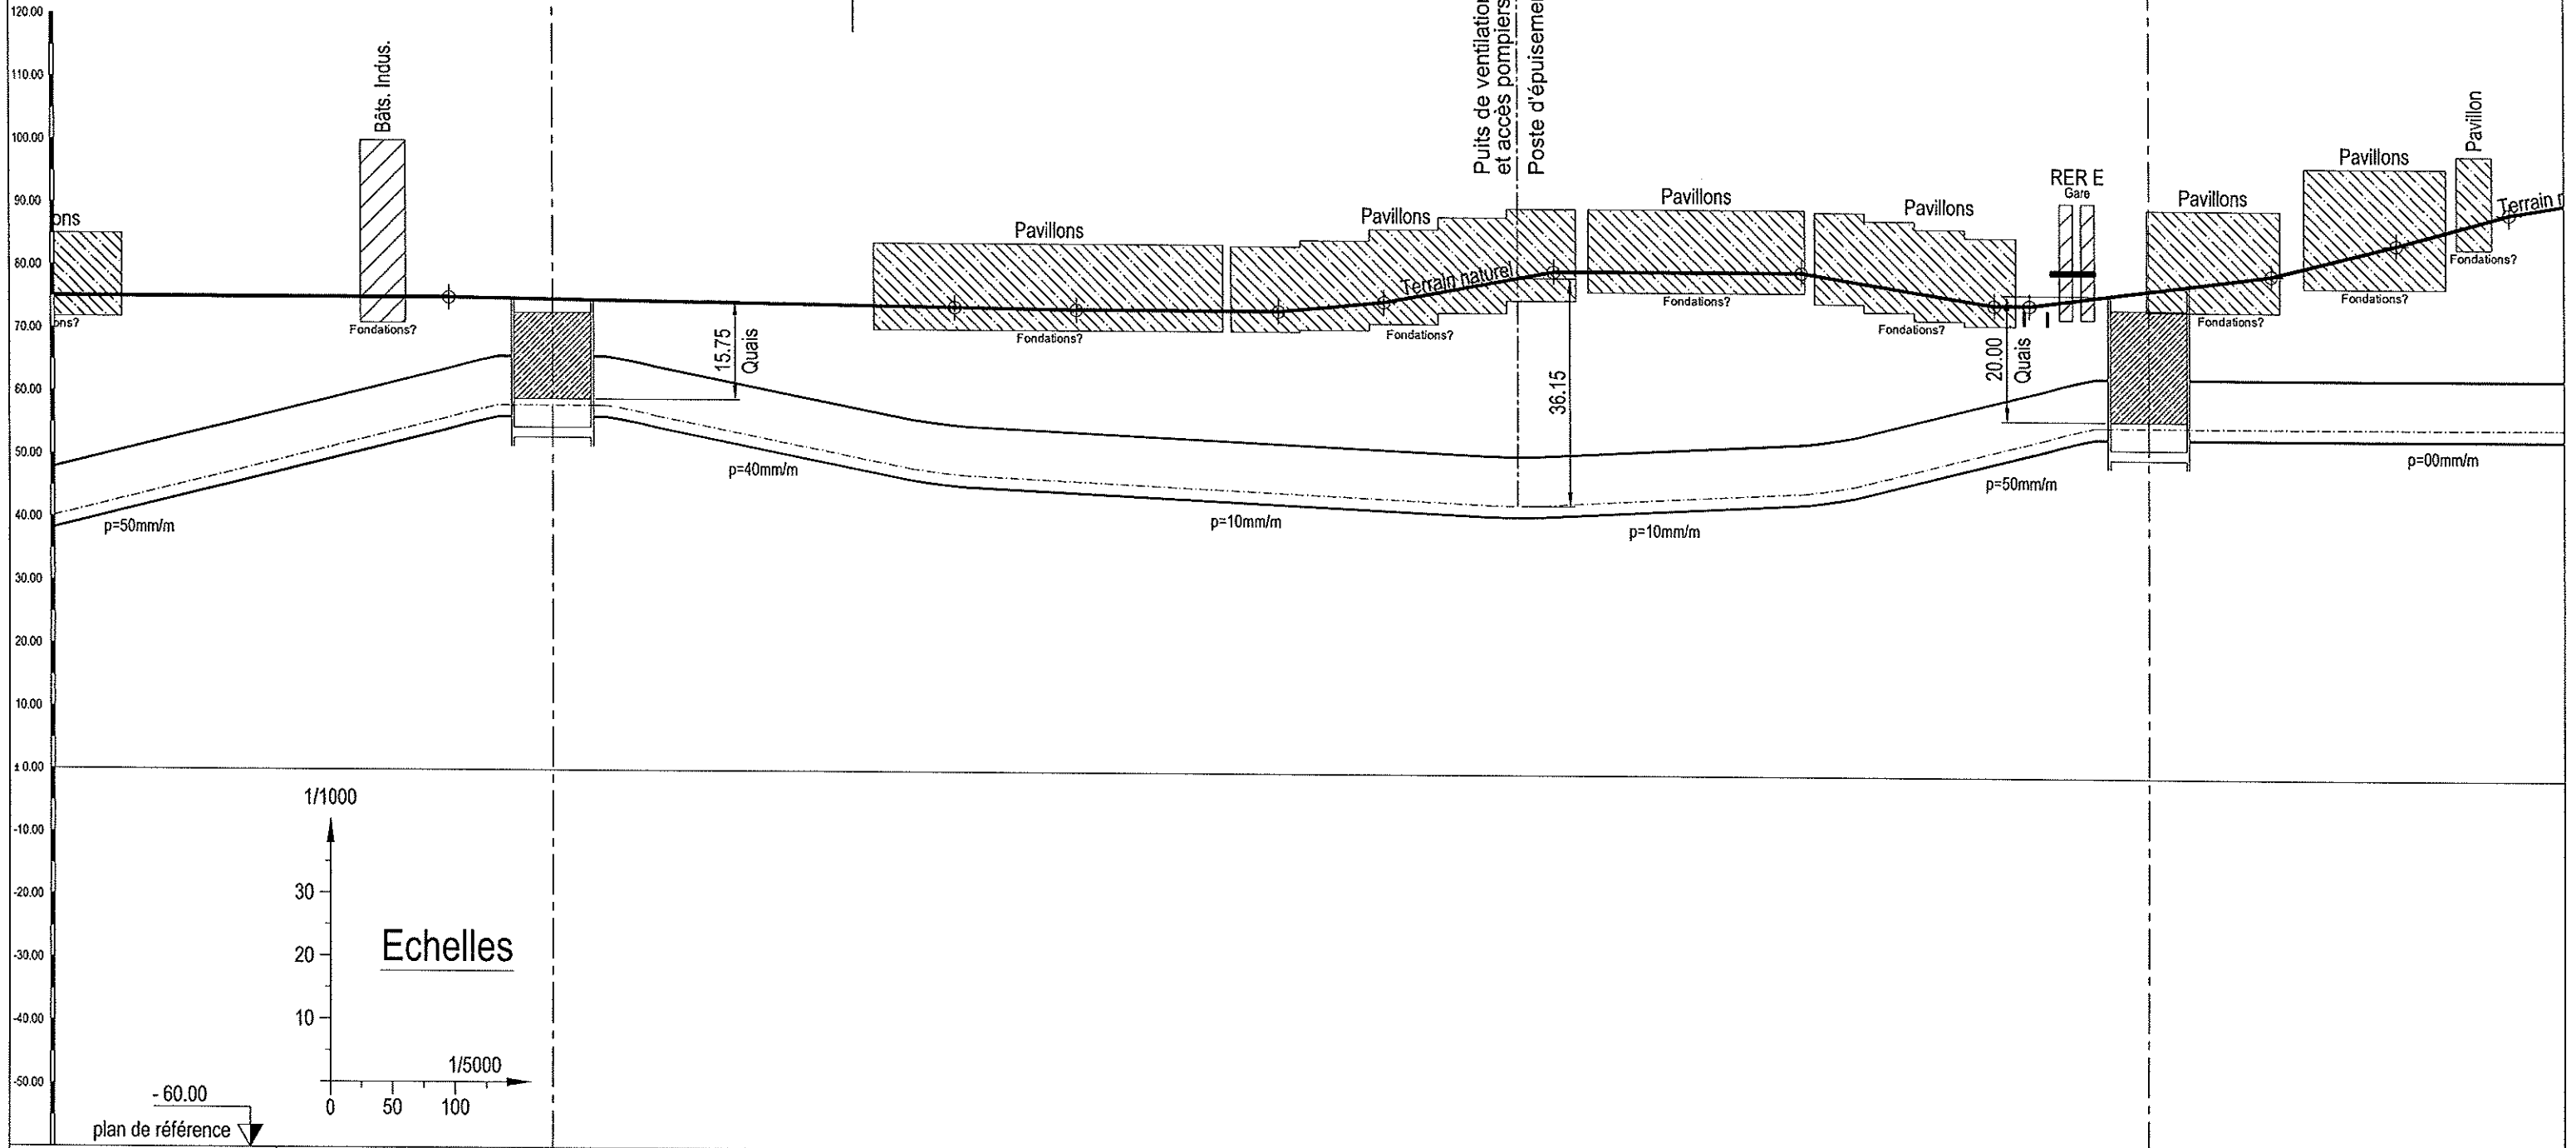 120.00
110.00
100.00
90.00
80.00
70.00
60.00
50.00
40.00
30.00
20.00
10.00
±0.00
-10.00
-20.00
-30.00
-40.00
-50.00
ons
ons?
Bâts. Indus.
Fondations?
p=50mm/m
15.75
Quais
p=40mm/m
Pavillons
Fondations?
p=10mm/m
Pavillons
Terrain naturel
Fondations?
Puits de ventilation
et accès pompiers
Poste d'épuisemen
36.15
Pavillons
Fondations?
p=10mm/m
Pavillons
Fondations?
20.00
Quais
p=50mm/m
RER E
Gare
Pavillons
Fondations?
Pavillons
Fondations?
Pavillon
Fondations?
Terrain n
p=00mm/m
1/1000
30
20
10
Echelles
1/5000
0 50 100
- 60.00
plan de référence